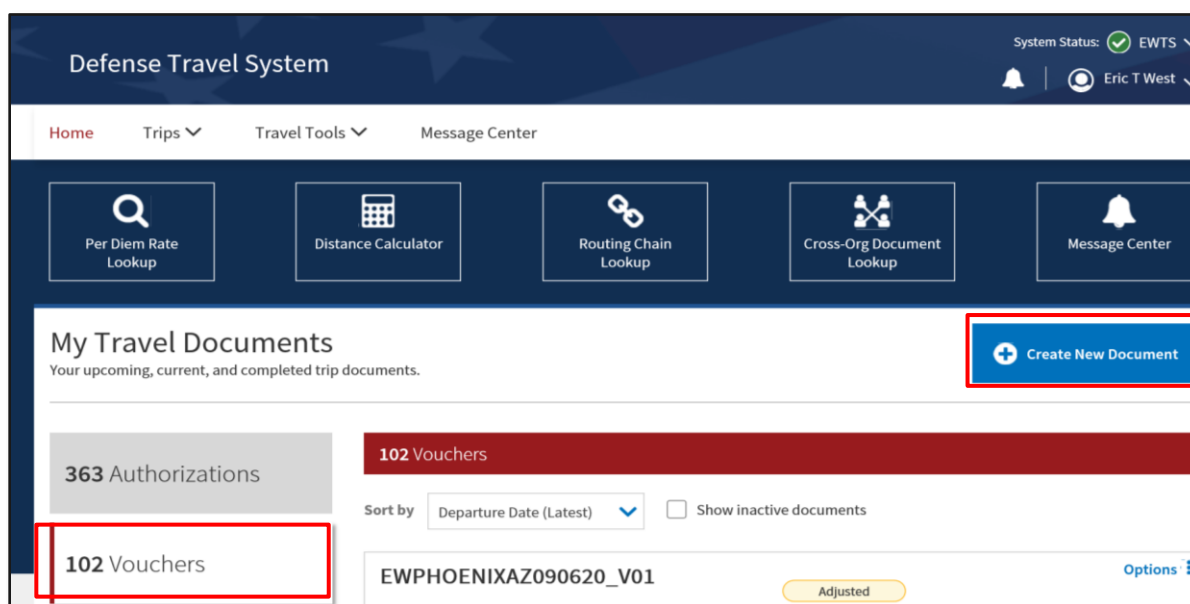 System Status: EWTS
Defense Travel System
Eric T West
Home Trips Travel Tools Message Center
Per Diem Rate
Lookup
Distance Calculator
Routing Chain
Lookup
Cross-Org Document
Lookup
Message Center
My Travel Documents
Your upcoming, current, and completed trip documents.
Create New Document
363 Authorizations
102 Vouchers
102 Vouchers
Sort by Departure Date (Latest) Show inactive documents
EWPHOENIXAZ090620_V01
Adjusted
Options